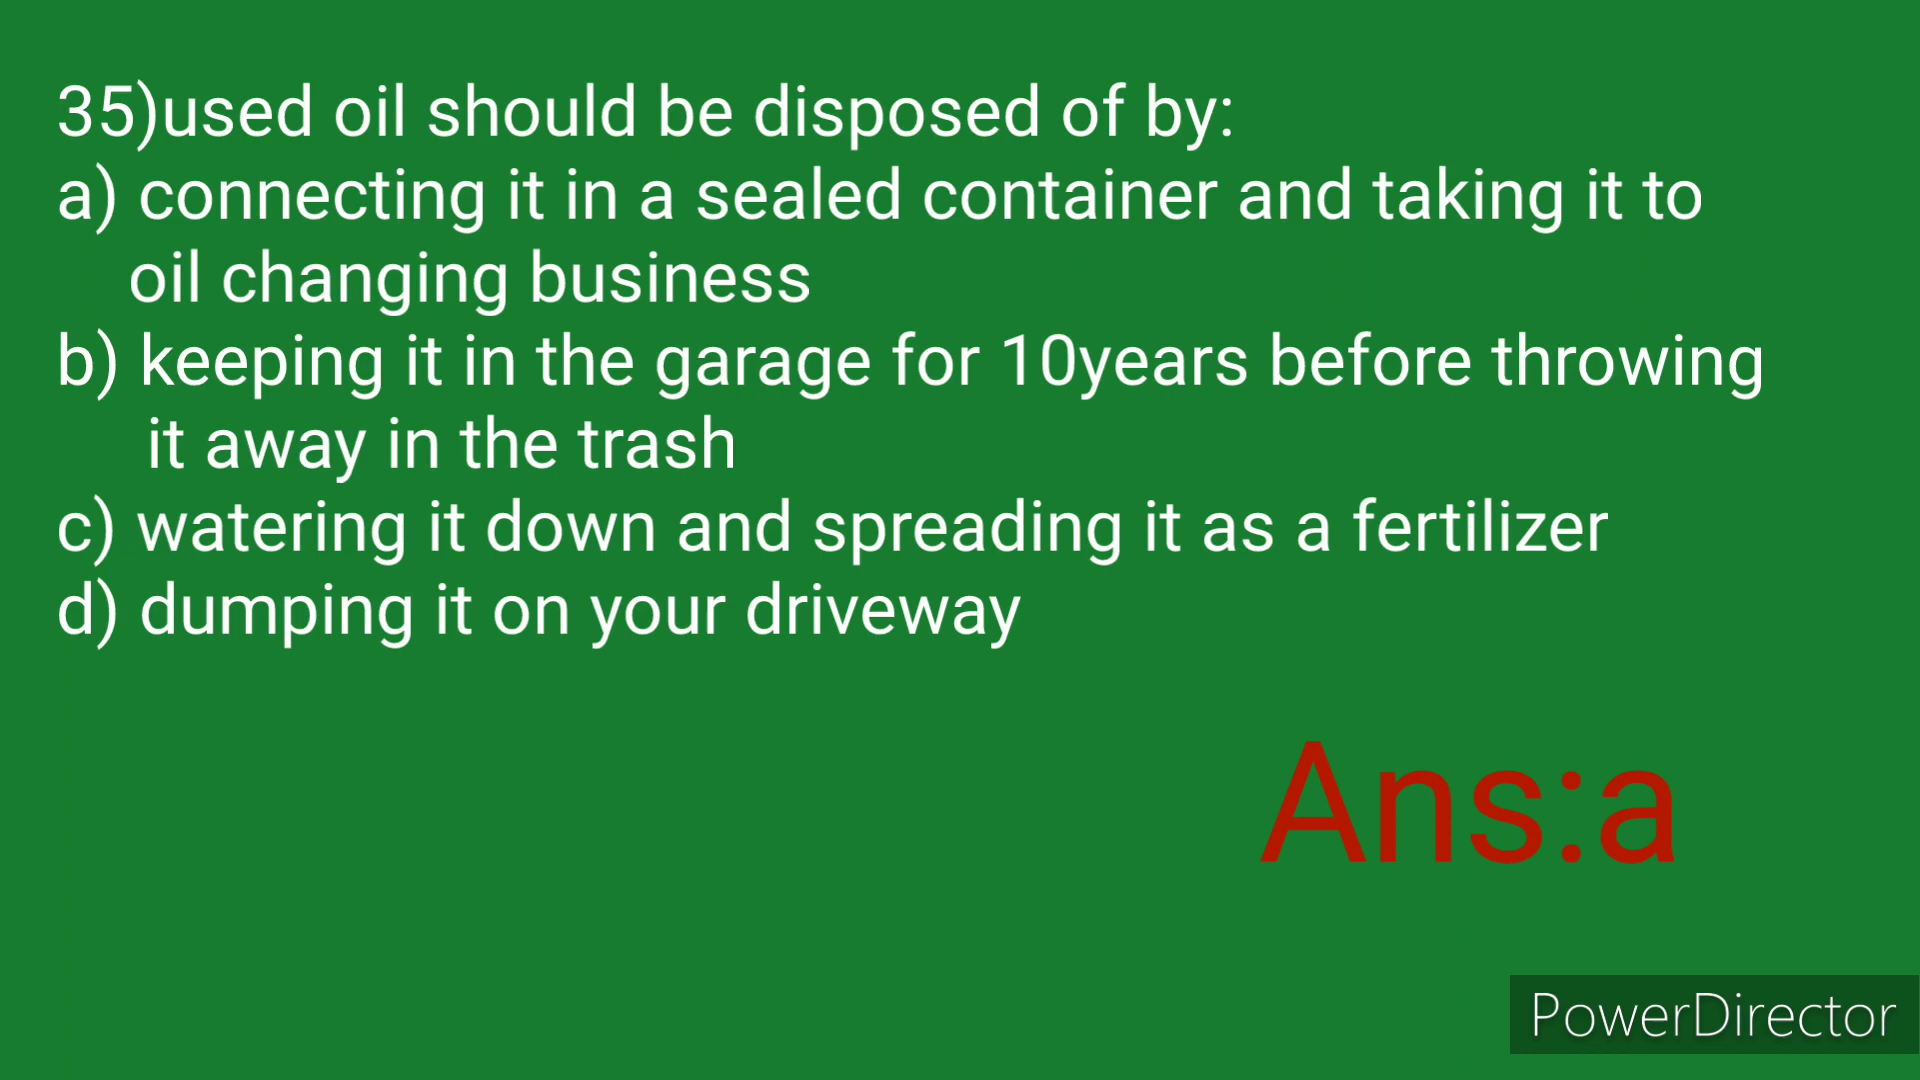 35)used oil should be disposed of by:
a) connecting it in a sealed container and taking it to
oil changing business
b) keeping it in the garage for 10years before throwing
it away in the trash
c) watering it down and spreading it as a fertilizer
d) dumping it on your driveway
Ans:a
PowerDirector